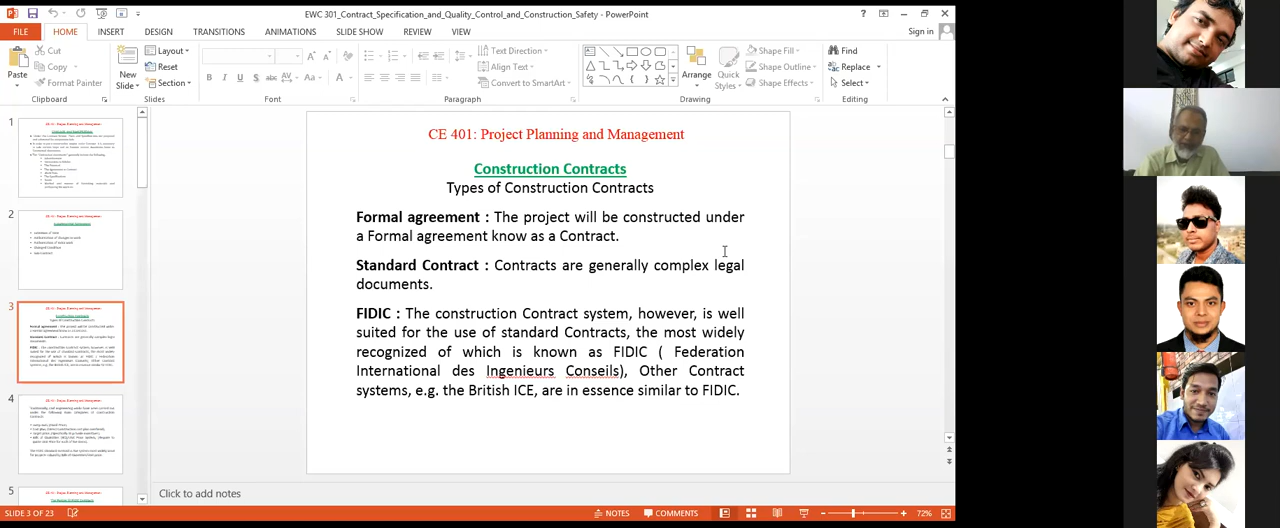 EWC 301_Contract_Specification_and_Quality_Control_and_Construction_Safety - PowerPoint
FILE HOME INSERT DESIGN TRANSITIONS ANIMATIONS SLIDE SHOW REVIEW VIEW Sign in
Paste
Cut
Copy
Format Painter
Clipboard
New
Slide
Layout
Reset
Section
Slides
Font
Text Direction
Align Text
Convert to SmartArt
Paragraph
Arrange
Quick
Styles
Shape Fill
Shape Outline
Shape Effects
Drawing
Find
Replace
Select
Editing
1
2
3
4
5
CE 401: Project Planning and Management
Construction Contracts
Types of Construction Contracts
Formal agreement : The project will be constructed under
a Formal agreement know as a Contract.
Standard Contract : Contracts are generally complex legal
documents.
FIDIC : The construction Contract system, however, is well
suited for the use of standard Contracts, the most widely
recognized of which is known as FIDIC ( Federation
International des Ingenieurs Conseils), Other Contract
systems, e.g. the British ICE, are in essence similar to FIDIC.
Click to add notes
SLIDE 3 OF 23 NOTES COMMENTS 72%